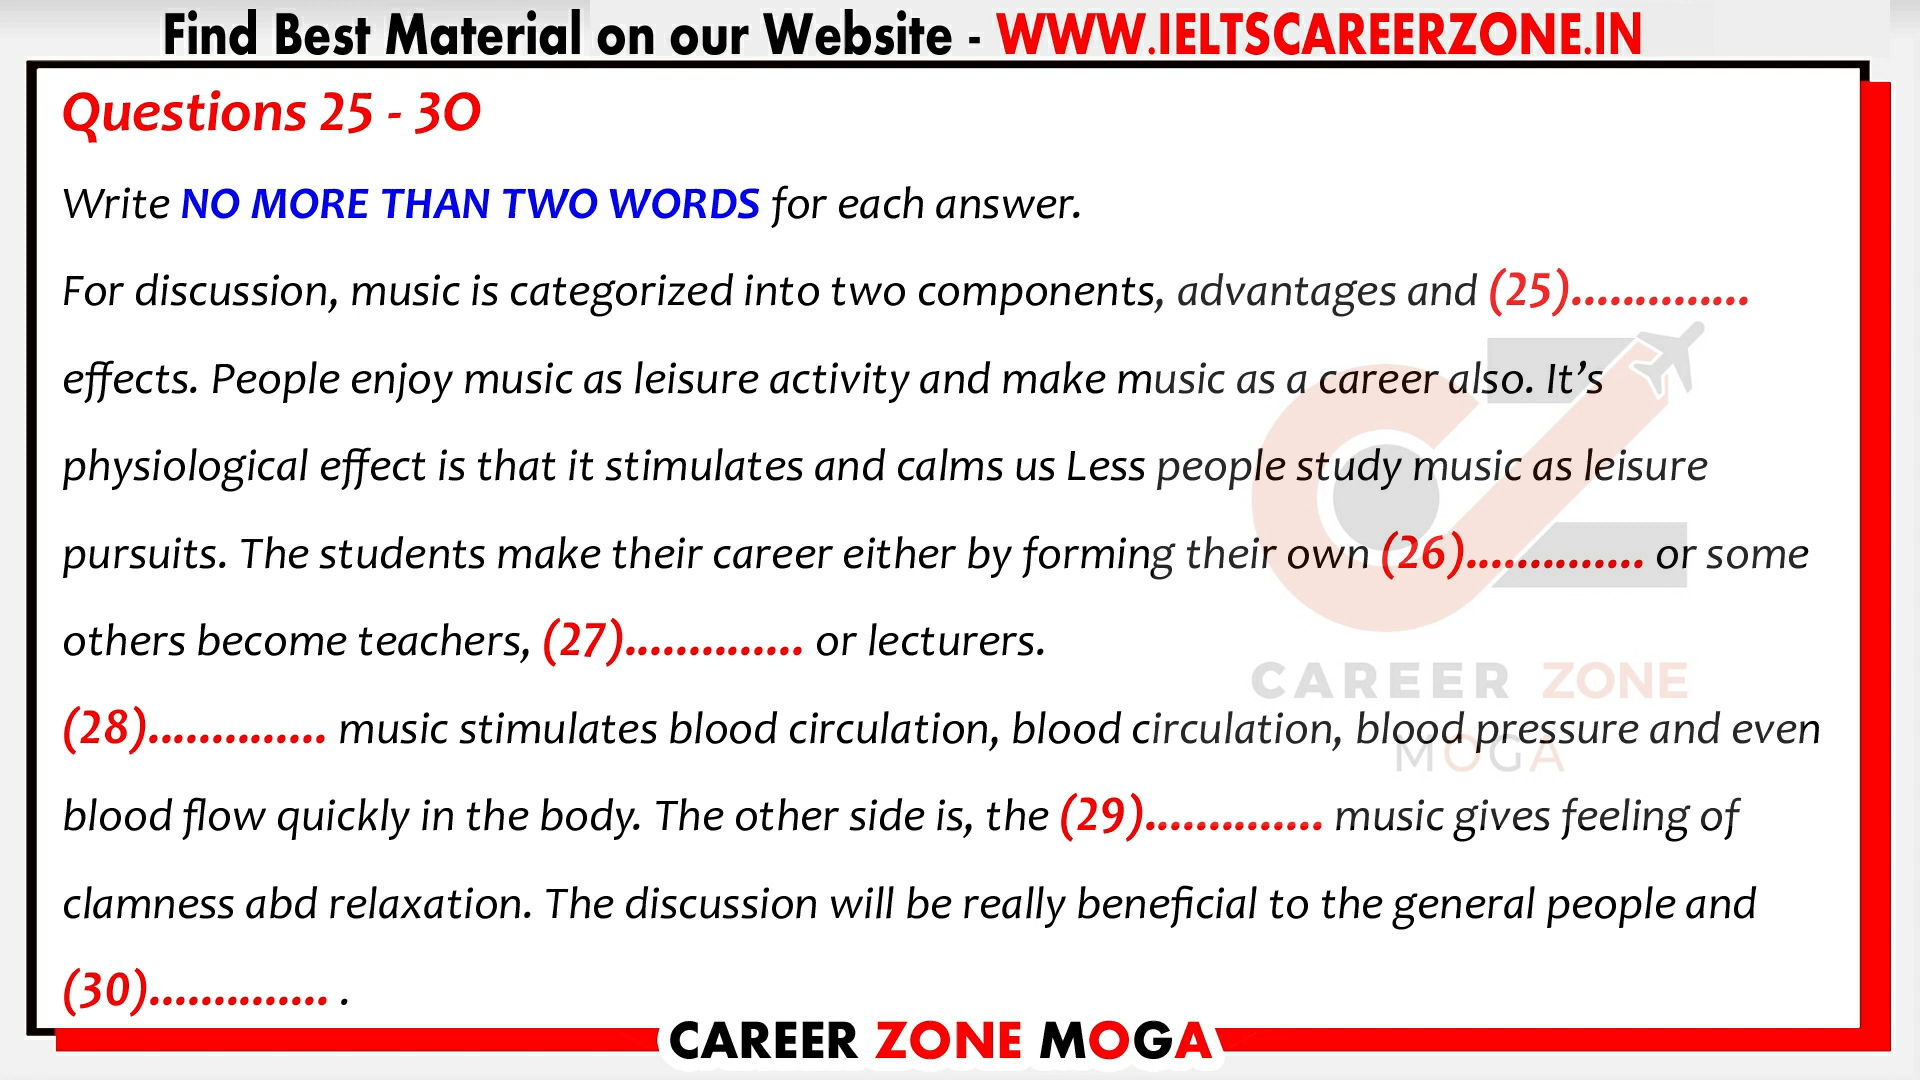 Find Best Material on our Website - WWW.IELTSCAREERZONE.IN
Questions 25 - 30
Write NO MORE THAN TWO WORDS for each answer.
For discussion, music is categorized into two components, advantages and (25)..............
effects. People enjoy music as leisure activity and make music as a career also. It’s
physiological effect is that it stimulates and calms us Less people study music as leisure
pursuits. The students make their career either by forming their own (26).............. or some
others become teachers, (27).............. or lecturers.
CAREER ZONE
(28).............. music stimulates blood circulation, blood circulation, blood pressure and even
MOGA
blood flow quickly in the body. The other side is, the (29).............. music gives feeling of
clamness abd relaxation. The discussion will be really beneficial to the general people and
(30).............. .
CAREER ZONE MOGA